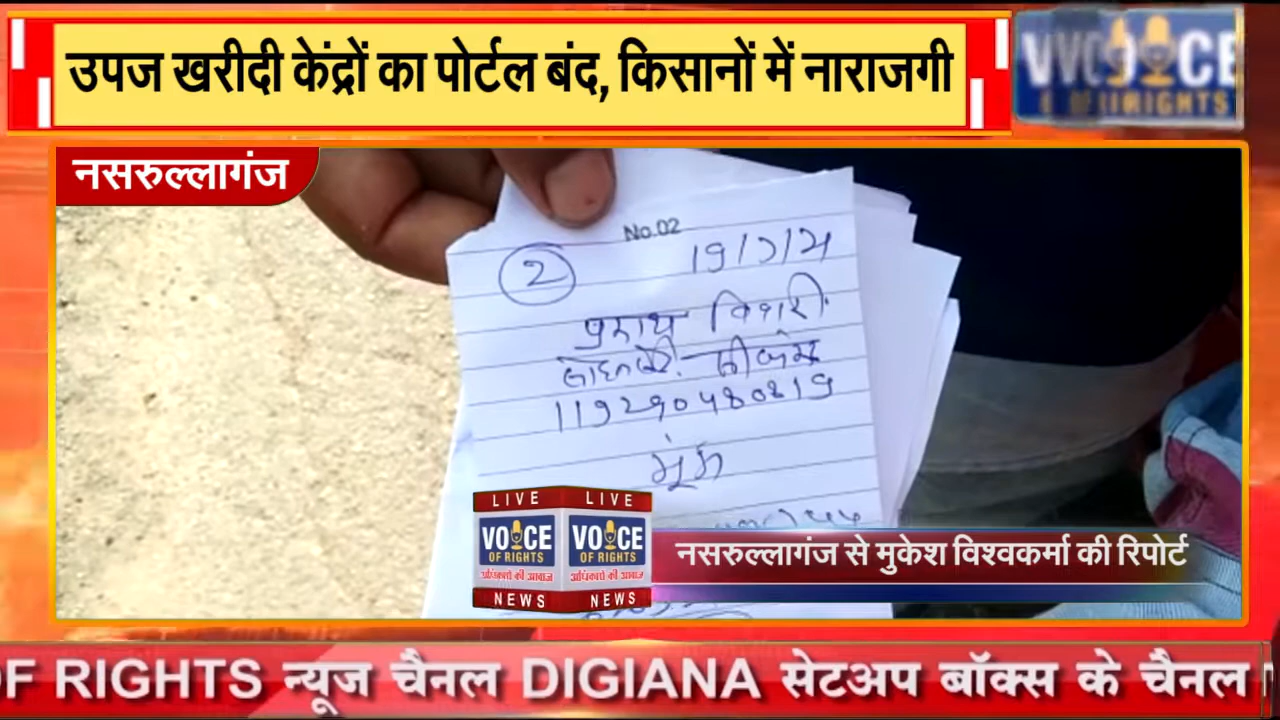 उपज खरीदी केंद्रों का पोर्टल बंद, किसानों में नाराजगी
VOICE
OF RIGHTS
नसरुल्लागंज
No.02
2
19/7/24
मूंग
LIVE LIVE
VOICE VOICE
OF RIGHTS OF RIGHTS
अधिकारों की आवाज अधिकारों की आवाज
NEWS NEWS
नसरुल्लागंज से मुकेश विश्वकर्मा की रिपोर्ट
OF RIGHTS न्यूज चैनल DIGIANA सेटअप बॉक्स के चैनल